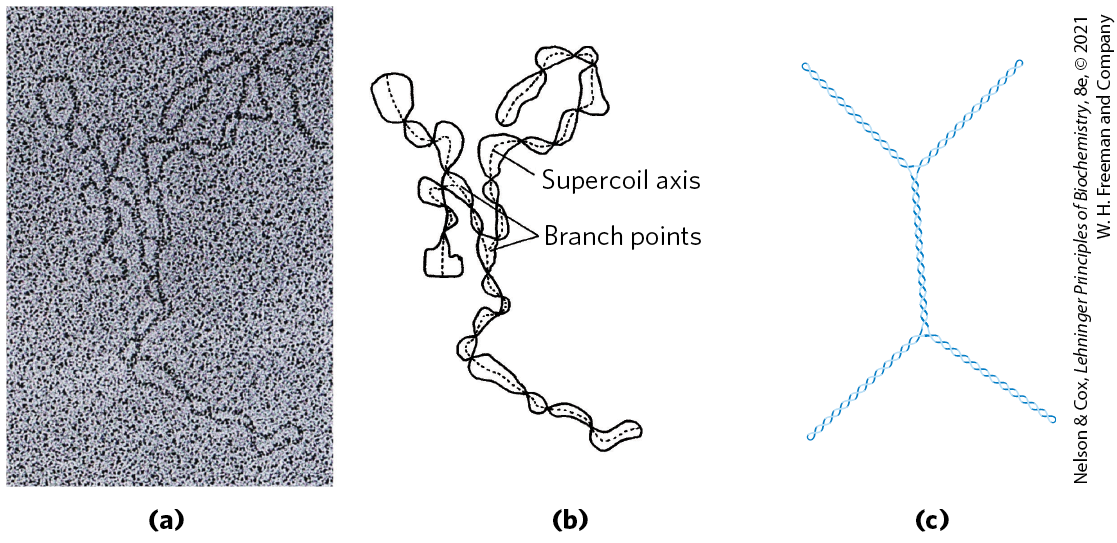 Supercoil axis
Branch points
(a)
(b)
(c)
Nelson & Cox, Lehninger Principles of Biochemistry, 8e, © 2021
W. H. Freeman and Company